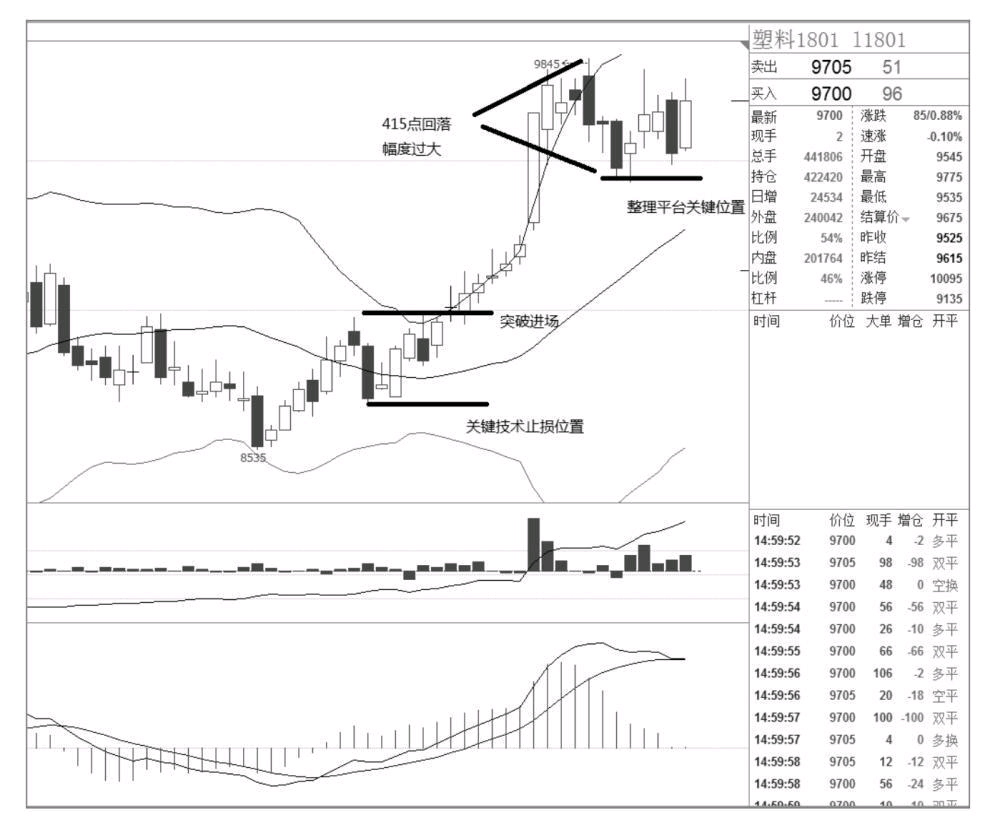 塑料1801 l1801
卖出 9705 51
买入 9700 96
最新 9700 涨跌 85/0.88%
现手 2 速涨 -0.10%
总手 441806 开盘 9545
持仓 422420 最高 9775
日增 24534 最低 9535
外盘 240042 结算价 9675
比例 54% 昨收 9525
内盘 201764 昨结 9615
比例 46% 涨停 10095
杠杆 ----- 跌停 9135
时间 价位 大单 增仓 开平
9845
415点回落
幅度过大
整理平台关键位置
突破进场
关键技术止损位置
8535
时间 价位 现手 增仓 开平
14:59:52 9700 4 -2 多平
14:59:53 9705 98 -98 双平
14:59:53 9700 48 0 空换
14:59:54 9700 56 -56 双平
14:59:54 9700 26 -10 多平
14:59:55 9700 66 -66 双平
14:59:56 9700 106 -2 多平
14:59:56 9705 20 -18 空平
14:59:57 9700 100 -100 双平
14:59:57 9705 4 0 多换
14:59:58 9705 12 -12 双平
14:59:58 9700 56 -24 多平